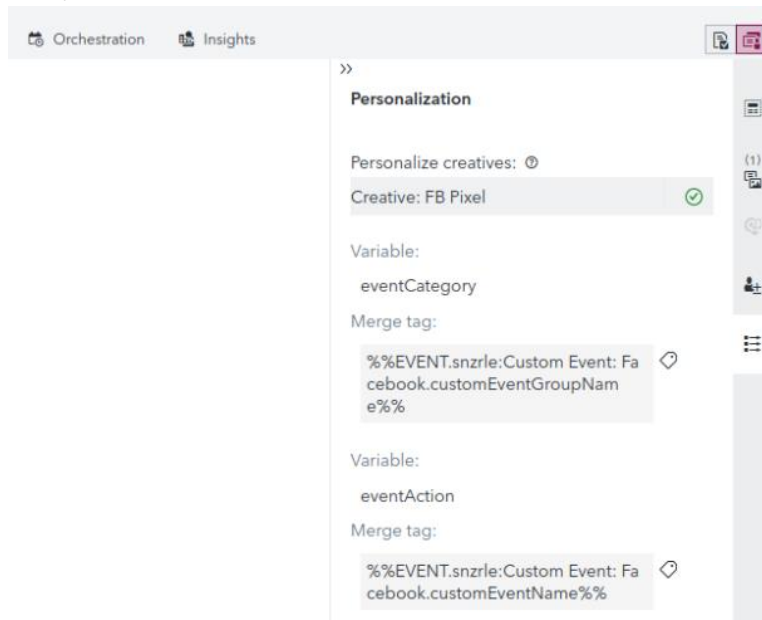 Orchestration Insights
»
Personalization
(1)
Personalize creatives:
Creative: FB Pixel
Variable:
eventCategory
Merge tag:
%%EVENT.snzrle:Custom Event: Fa
cebook.customEventGroupNam
e%%
Variable:
eventAction
Merge tag:
%%EVENT.snzrle:Custom Event: Fa
cebook.customEventName%%